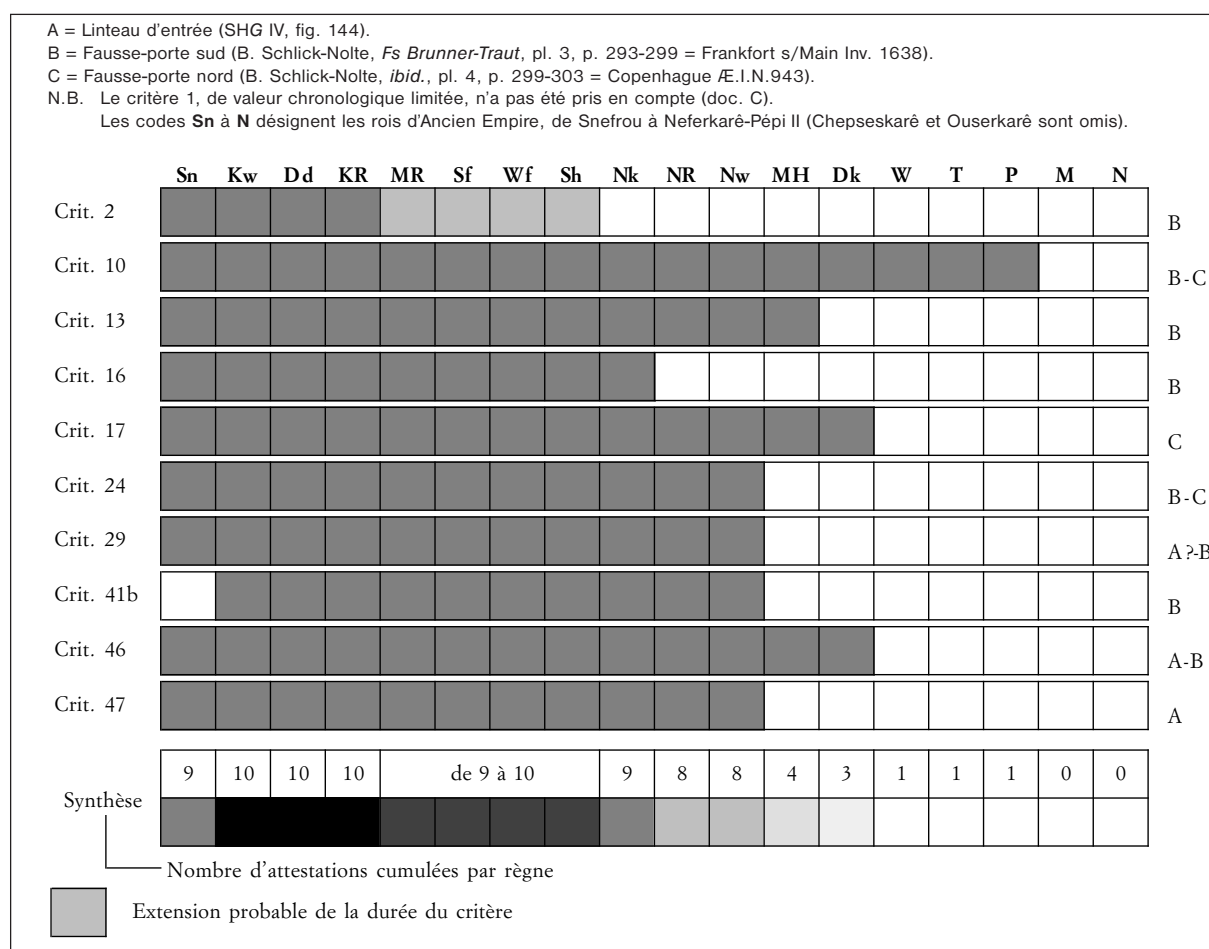 A = Linteau d'entrée (SHG IV, fig. 144).
B = Fausse-porte sud (B. Schlick-Nolte, Fs Brunner-Traut, pl. 3, p. 293-299 = Frankfort s/Main Inv. 1638).
C = Fausse-porte nord (B. Schlick-Nolte, ibid., pl. 4, p. 299-303 = Copenhague Æ.I.N.943).
N.B. Le critère 1, de valeur chronologique limitée, n'a pas été pris en compte (doc. C).
Les codes Sn à N désignent les rois d'Ancien Empire, de Snefrou à Neferkarê-Pépi II (Chepseskarê et Ouserkarê sont omis).
Sn Kw Dd KR MR Sf Wf Sh Nk NR Nw MH Dk W T P M N
Crit. 2 B
Crit. 10 B-C
Crit. 13 B
Crit. 16 B
Crit. 17 C
Crit. 24 B-C
Crit. 29 A?-B
Crit. 41b B
Crit. 46 A-B
Crit. 47 A
9 10 10 10 de 9 à 10 9 8 8 4 3 1 1 1 0 0
Synthèse
Nombre d'attestations cumulées par règne
Extension probable de la durée du critère